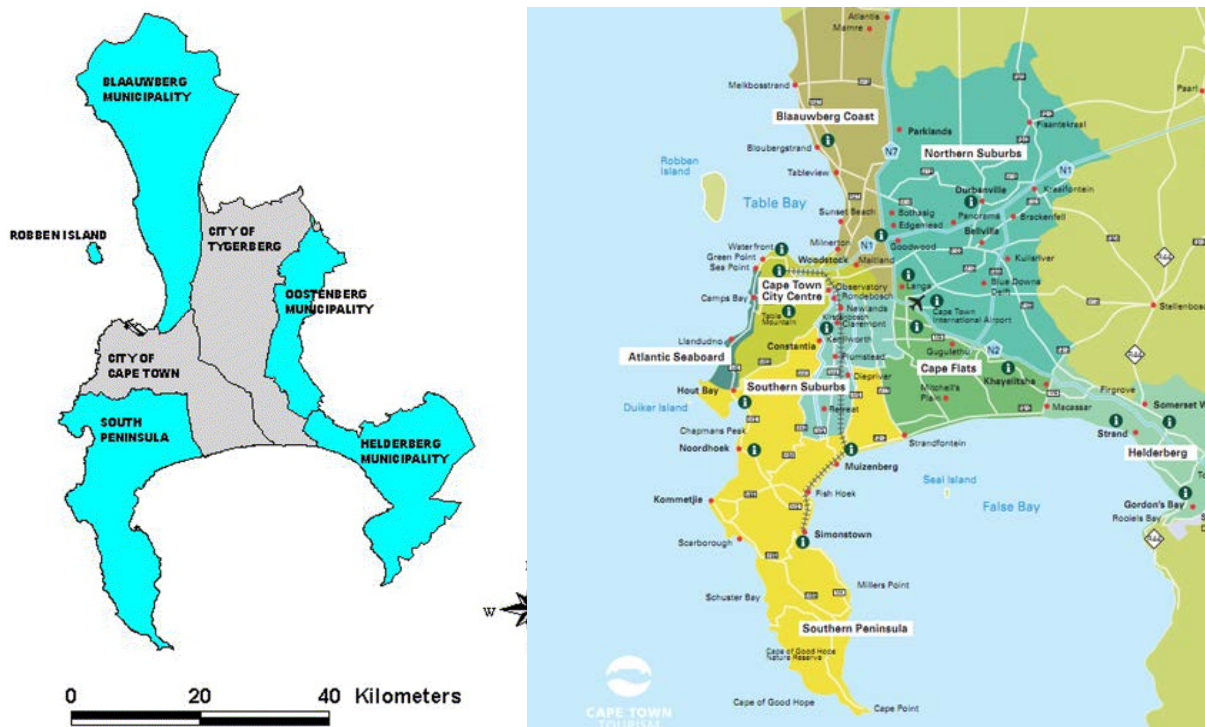 BLAAUWBERG
MUNICIPALITY
ROBBEN ISLAND
CITY OF
TYGERBERG
OOSTENBERG
MUNICIPALITY
CITY OF
CAPE TOWN
SOUTH
PENINSULA
HELDERBERG
MUNICIPALITY
W
0 20 40 Kilometers
Atlantis
Mamre
Melkbosstrand
Paarl
Blaauwberg Coast
Parklands
Fisantekraal
Bloubergstrand
N7
Northern Suburbs
Robben
Island
Tableview
N1
Durbanville
Kraaifontein
Table Bay
Sunset Beach
Bothasig
Panorama
Brackenfell
Edgemead
Bellville
Waterfront
Milnerton
N1
Goodwood
Green Point
Woodstock
Maitland
Kuilsriver
R44
Sea Point
Cape Town
City Centre
Observatory
Langa
Blue Downs
Delft
Rondebosch
Camps Bay
Newlands
Cape Town
International Airport
Stellenbosch
Table
Mountain
Kirstenbosch
Claremont
Llandudno
Constantia
Kenilworth
Gugulethu
N2
R44
Atlantic Seaboard
Plumstead
Cape Flats
Khayelitsha
Southern Suburbs
Diepriver
Mitchell's
Plain
Firgrove
Hout Bay
Macassar
Somerset W
Duiker Island
Retreat
Chapmans Peak
Strandfontein
Strand
Noordhoek
Helderberg
Muizenberg
Seal Island
Kommetjie
Fish Hoek
False Bay
Gordon's Bay
Rooiels Bay
Simonstown
Scarborough
R44
Millers Point
Schuster Bay
Southern Peninsula
Cape of Good Hope
Nature Reserve
Cape of Good Hope
Cape Point
CAPE TOWN
TOURISM